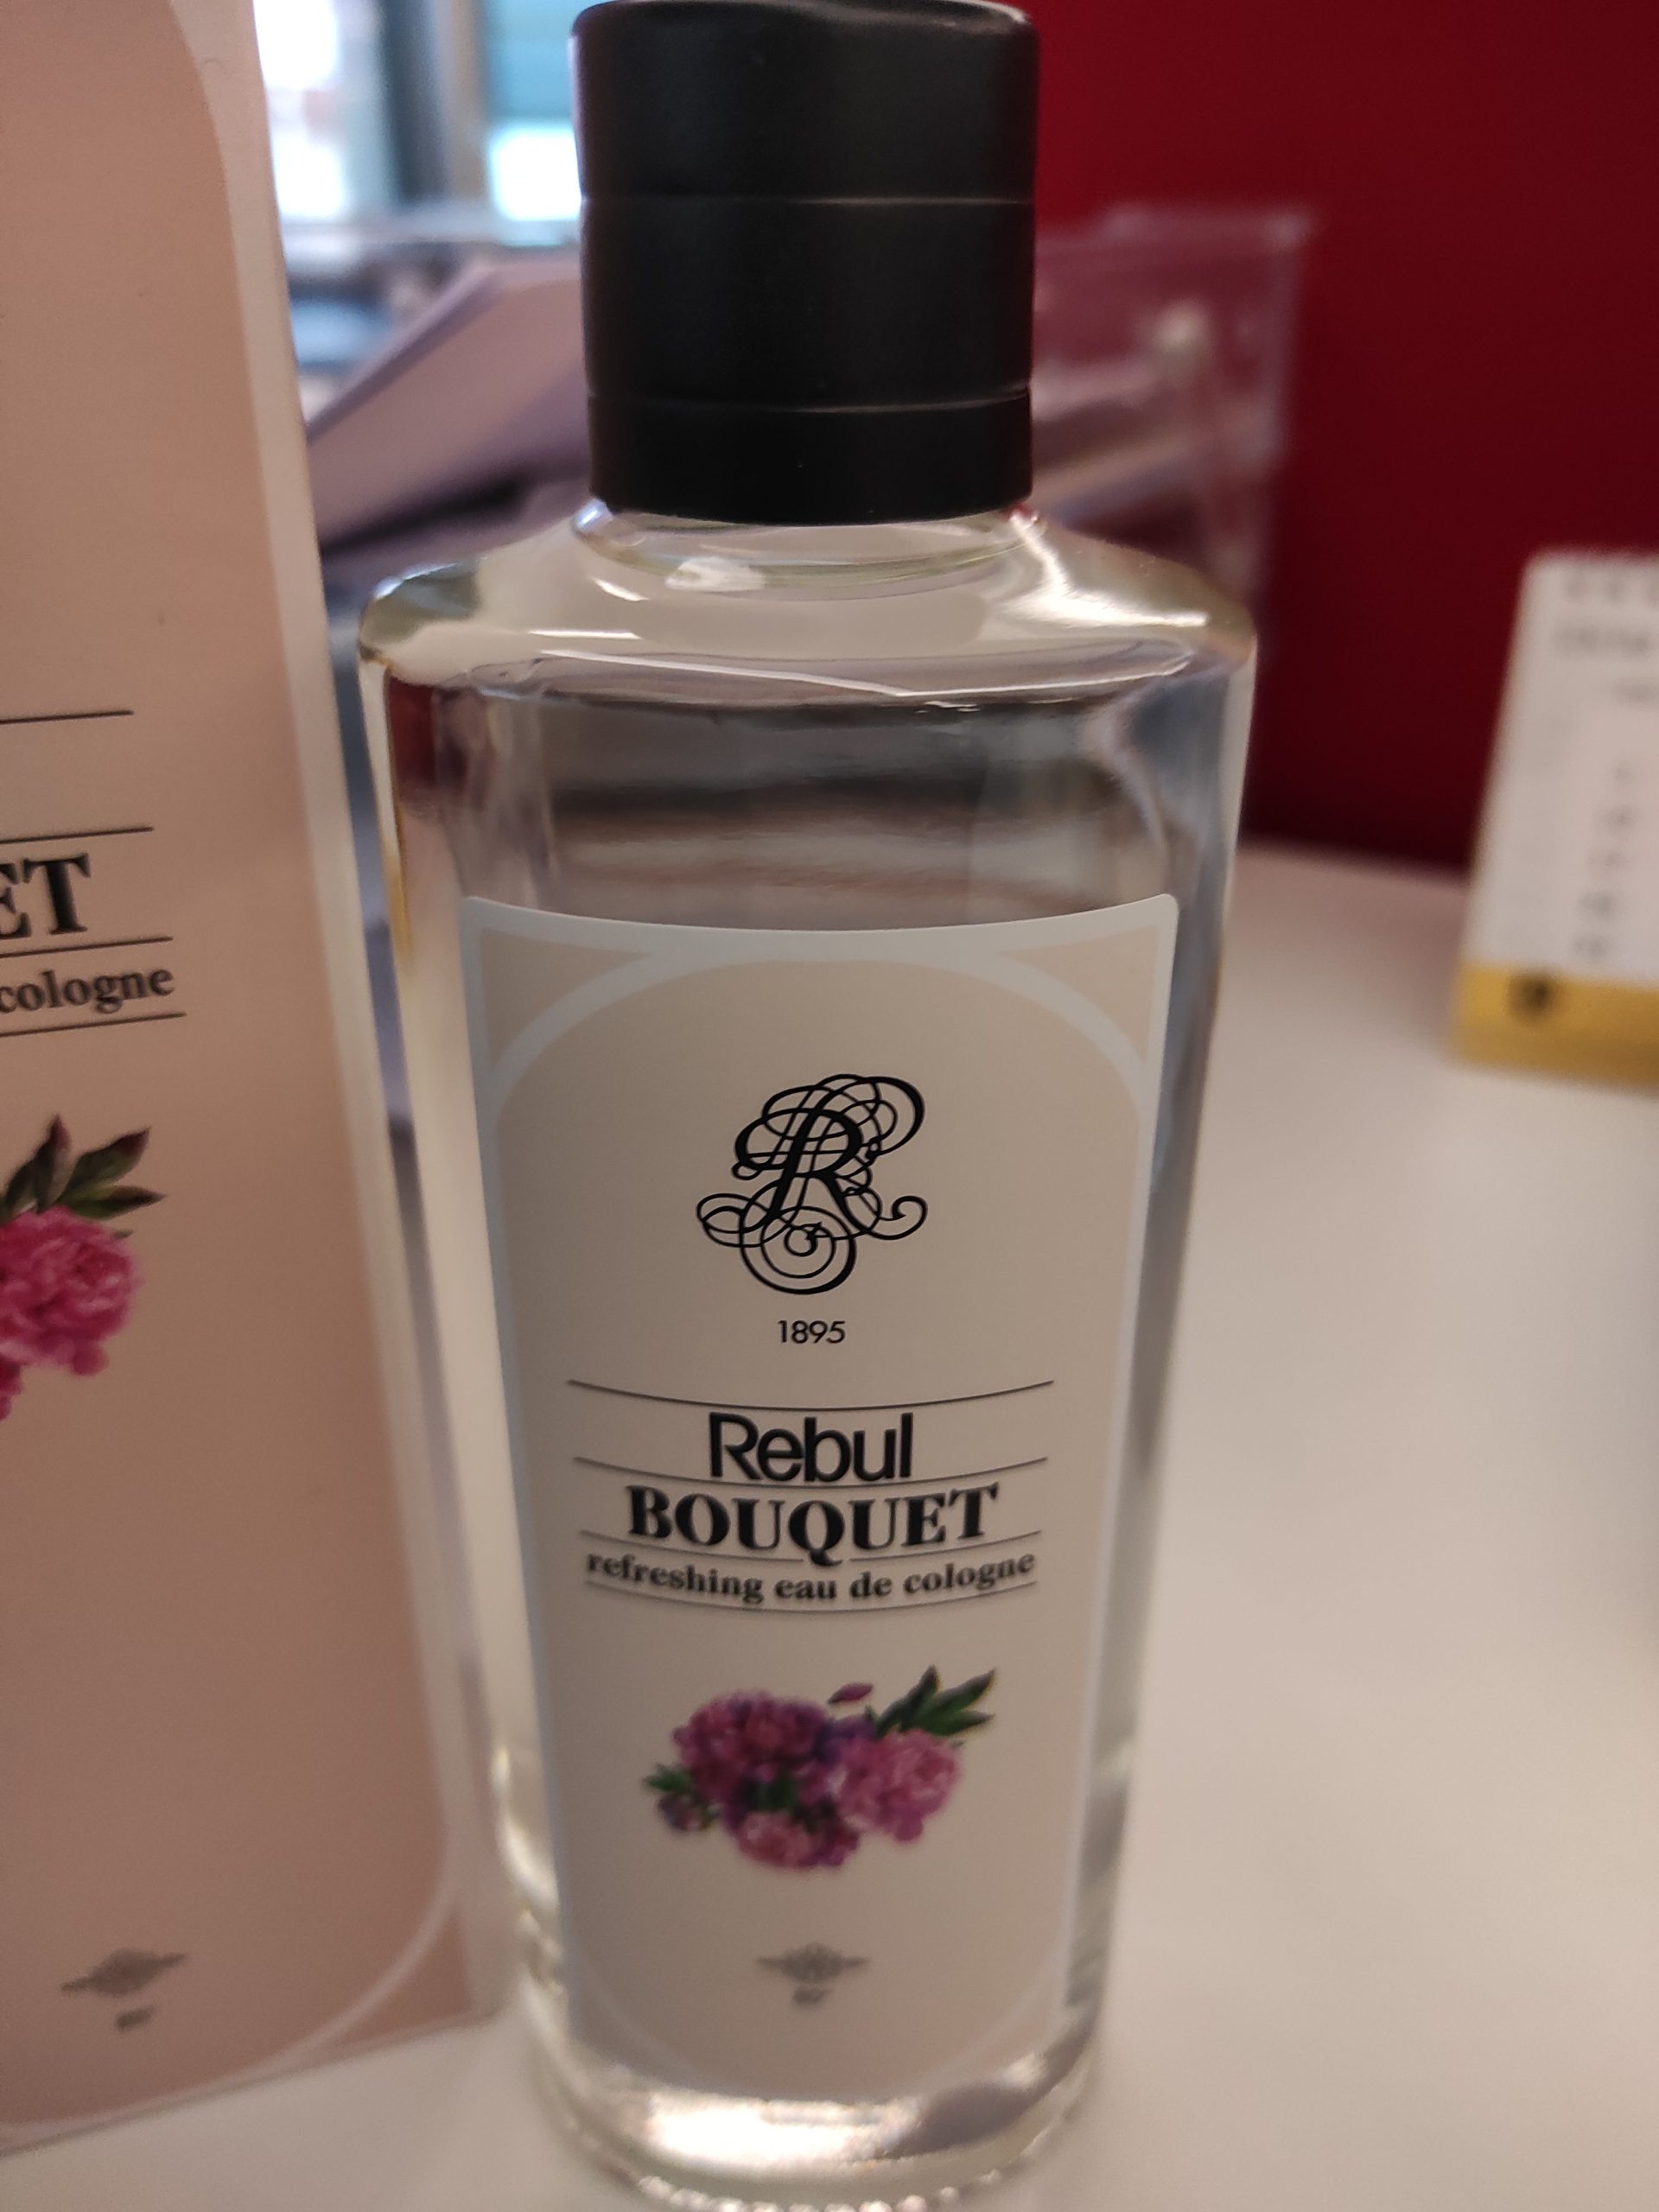 ET
cologne
R
1895
Rebul
BOUQUET
refreshing eau de cologne